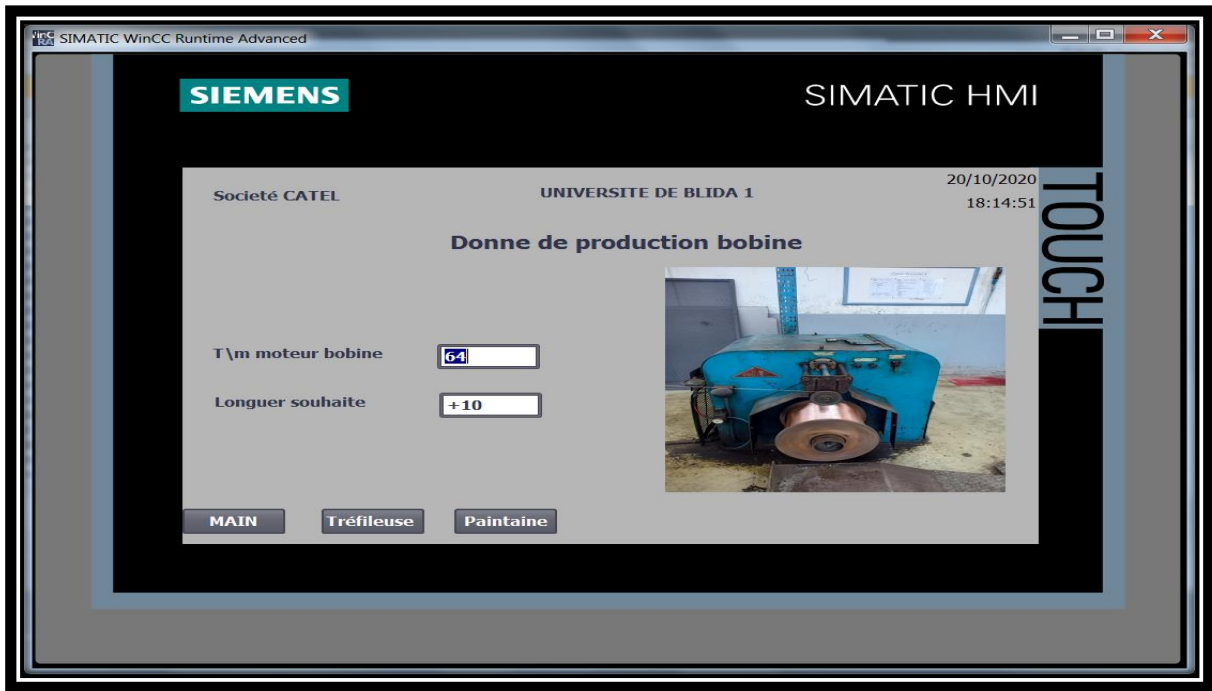 SIMATIC WinCC Runtime Advanced
SIEMENS
SIMATIC HMI
TOUCH
Societé CATEL
UNIVERSITE DE BLIDA 1
20/10/2020
18:14:51
Donne de production bobine
T\m moteur bobine
64
Longuer souhaite
+10
MAIN
Tréfileuse
Paintaine